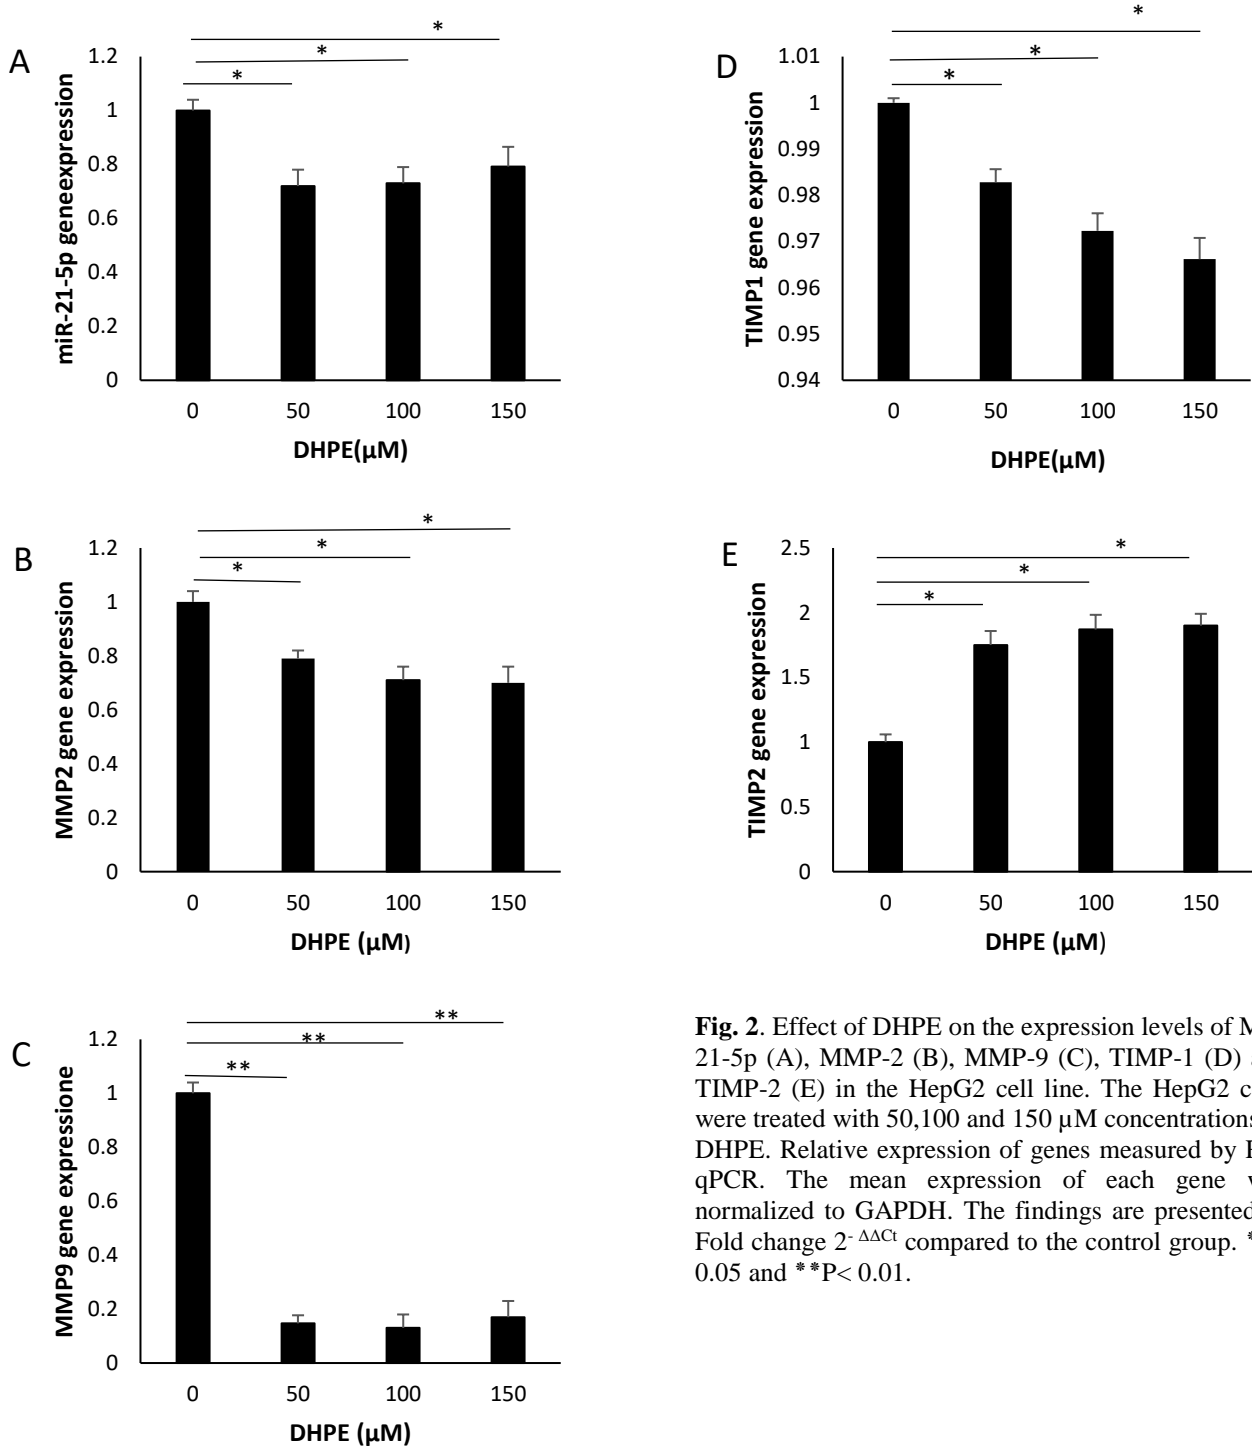 A
*
*
*
miR-21-5p geneexpression
1.2
1
0.8
0.6
0.4
0.2
0
0 50 100 150
DHPE(µM)
B
*
*
*
MMP2 gene expression
1.2
1
0.8
0.6
0.4
0.2
0
0 50 100 150
DHPE (µM)
C
**
**
**
MMP9 gene expressione
1.2
1
0.8
0.6
0.4
0.2
0
0 50 100 150
DHPE (µM)
D
*
*
*
TIMP1 gene expression
1.01
1
0.99
0.98
0.97
0.96
0.95
0.94
0 50 100 150
DHPE(µM)
E
*
*
*
TIMP2 gene expression
2.5
2
1.5
1
0.5
0
0 50 100 150
DHPE (µM)
Fig. 2. Effect of DHPE on the expression levels of M
21-5p (A), MMP-2 (B), MMP-9 (C), TIMP-1 (D)
TIMP-2 (E) in the HepG2 cell line. The HepG2 c
were treated with 50,100 and 150 µM concentrations
DHPE. Relative expression of genes measured by
qPCR. The mean expression of each gene
normalized to GAPDH. The findings are presented
Fold change 2- ΔΔCt compared to the control group. *
0.05 and **P< 0.01.